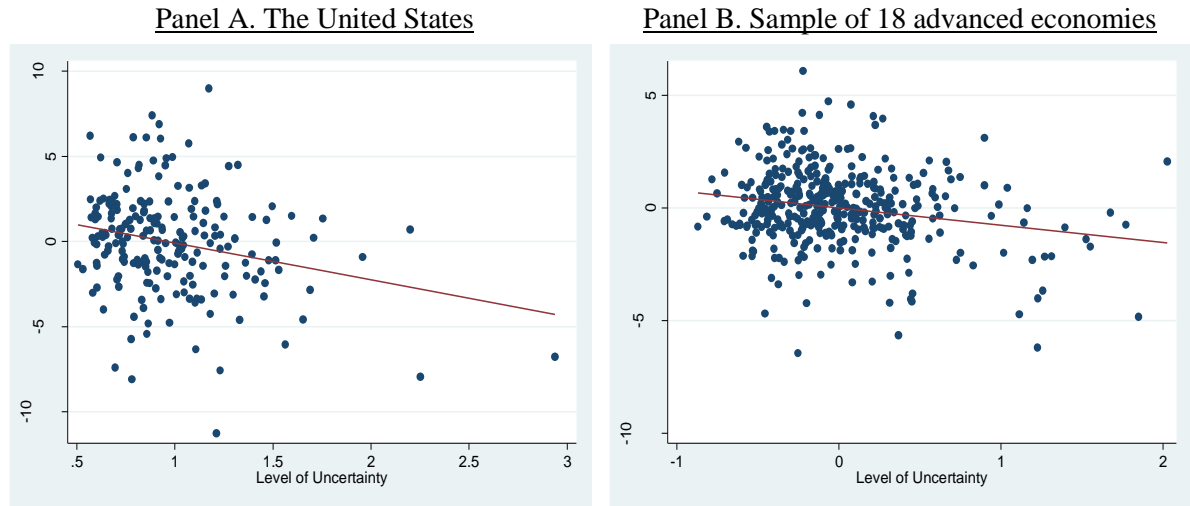 Panel A. The United States
10
5
0
-5
-10
.5 1 1.5 2 2.5 3
Level of Uncertainty
Panel B. Sample of 18 advanced economies
5
0
-5
-10
-1 0 1 2
Level of Uncertainty